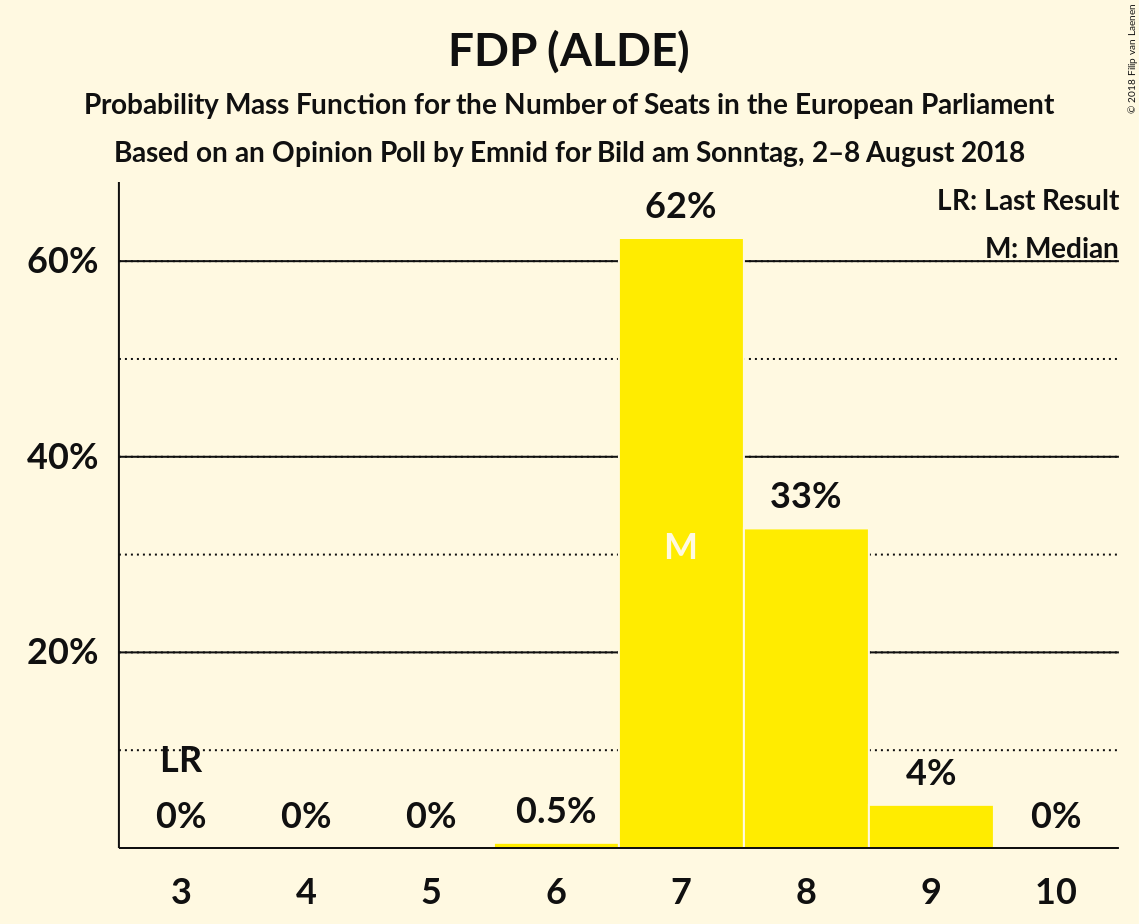 FDP (ALDE)
Probability Mass Function for the Number of Seats in the European Parliament
Based on an Opinion Poll by Emnid for Bild am Sonntag, 2–8 August 2018
© 2018 Filip van Laenen
LR: Last Result
M: Median
62%
60%
40%
33%
M
20%
LR
4%
0% 0% 0% 0.5% 0%
3 4 5 6 7 8 9 10